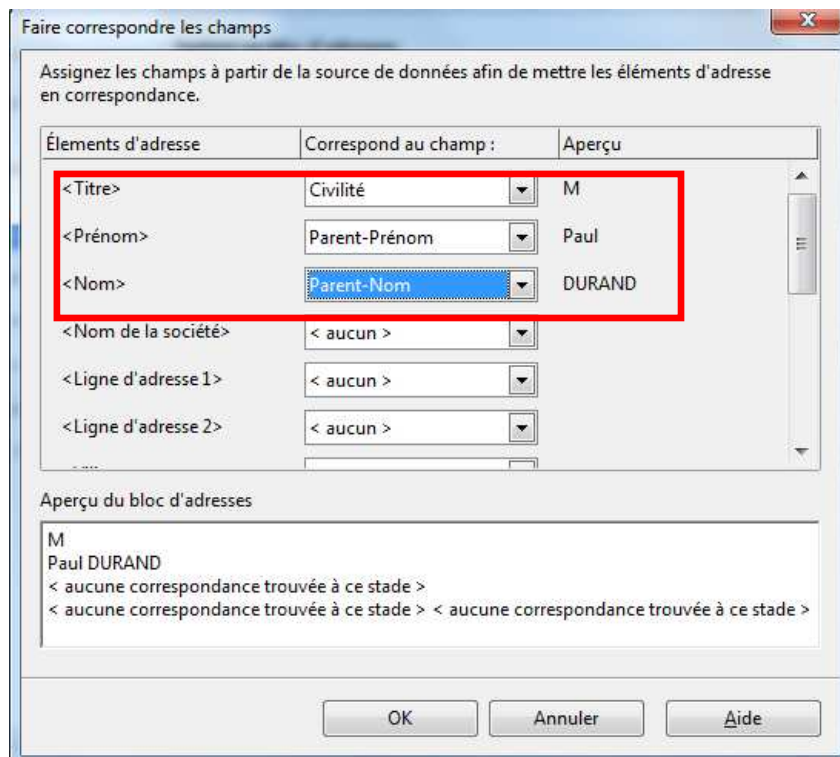 Faire correspondre les champs
Assignez les champs à partir de la source de données afin de mettre les éléments d'adresse
en correspondance.
Élements d'adresse Correspond au champ : Aperçu
<Titre> Civilité M
<Prénom> Parent-Prénom Paul
<Nom> Parent-Nom DURAND
<Nom de la société> < aucun >
<Ligne d'adresse 1> < aucun >
<Ligne d'adresse 2> < aucun >
Aperçu du bloc d'adresses
M
Paul DURAND
< aucune correspondance trouvée à ce stade >
< aucune correspondance trouvée à ce stade > < aucune correspondance trouvée à ce stade >
OK Annuler Aide